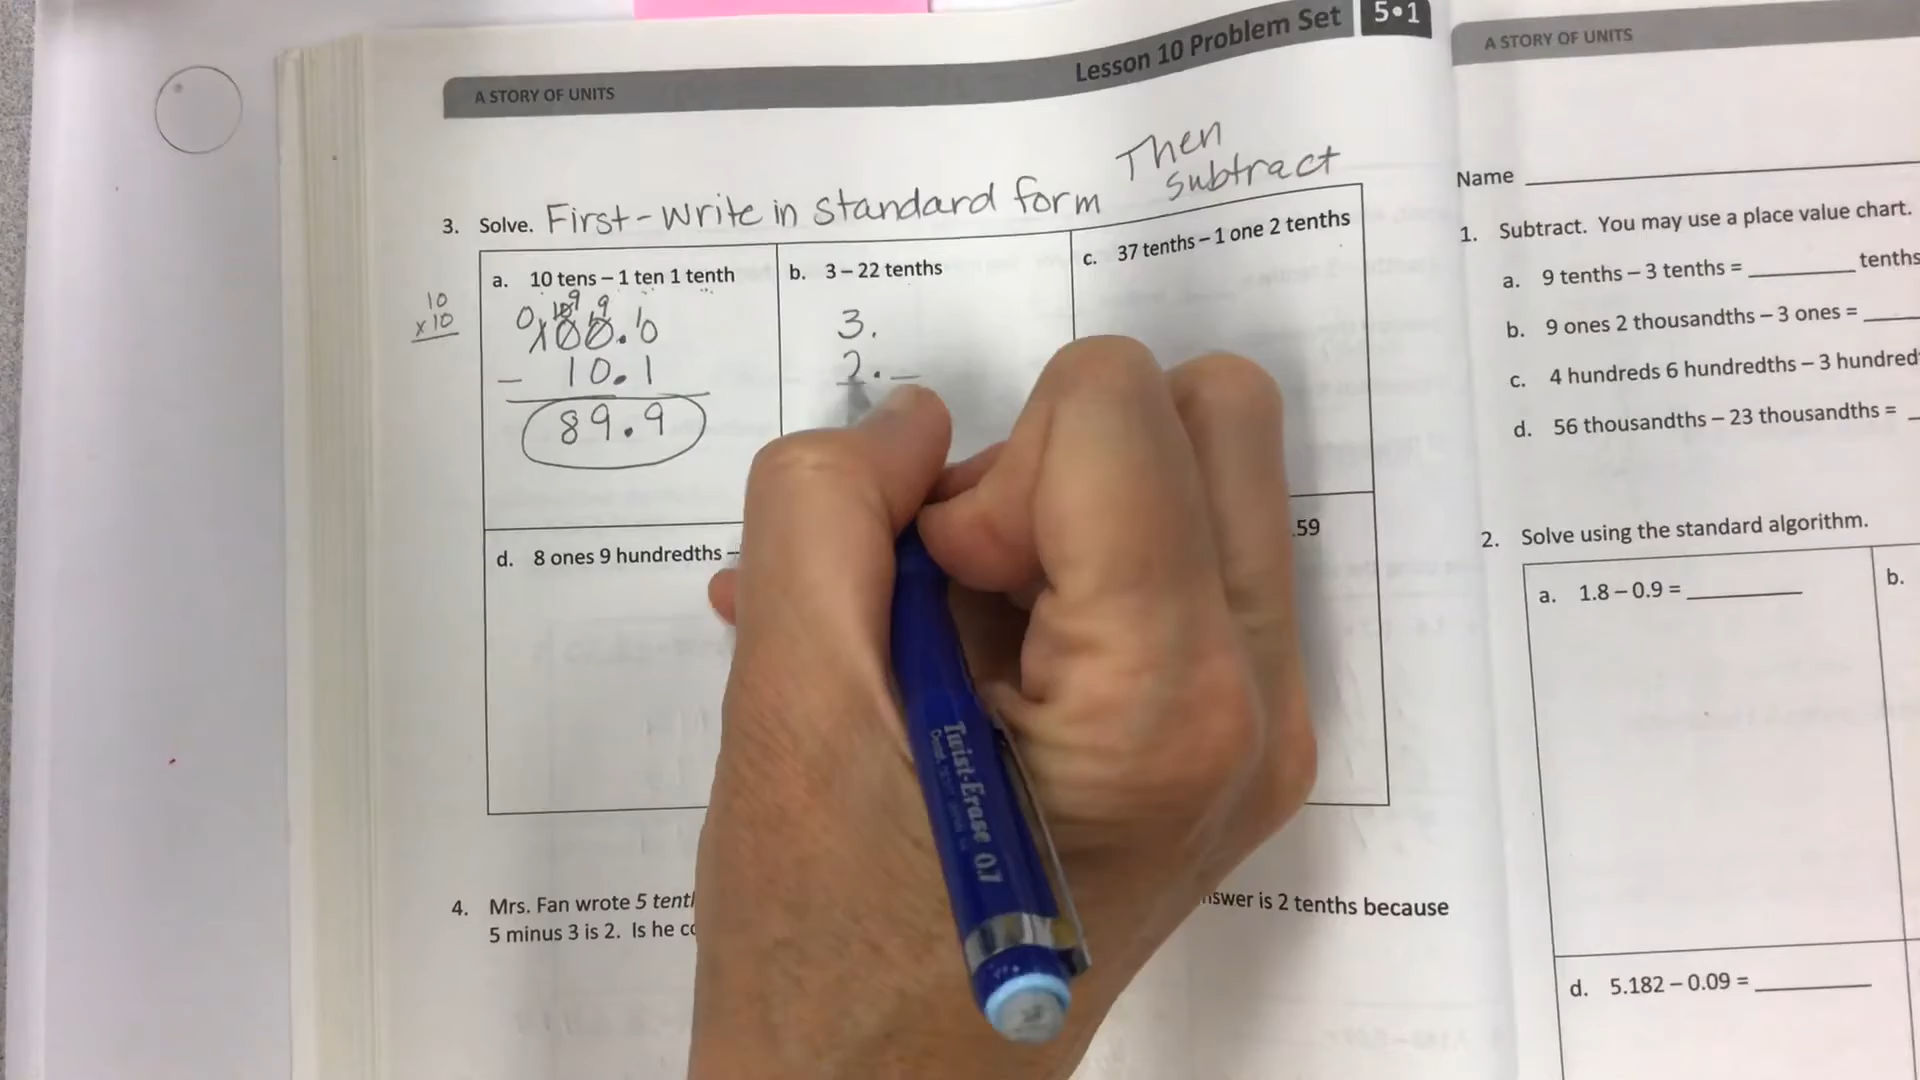 A STORY OF UNITS
Lesson 10 Problem Set 5•1
Then
subtract
3. Solve. First - Write in standard form
a. 10 tens – 1 ten 1 tenth
10
x 10
100.0
- 10.1
89.9
b. 3 – 22 tenths
3.
2._
c. 37 tenths – 1 one 2 tenths
d. 8 ones 9 hundredths –
.59
4. Mrs. Fan wrote 5
answer is 2 tenths because
5 minus 3 is 2. Is he
Twist-Erase 0.7
A STORY OF UNITS
Name
1. Subtract. You may use a place value chart.
a. 9 tenths – 3 tenths = ________ tenths
b. 9 ones 2 thousandths – 3 ones =
c. 4 hundreds 6 hundredths – 3 hundred
d. 56 thousandths – 23 thousandths =
2. Solve using the standard algorithm.
a. 1.8 – 0.9 = ________
b.
d. 5.182 – 0.09 = ________